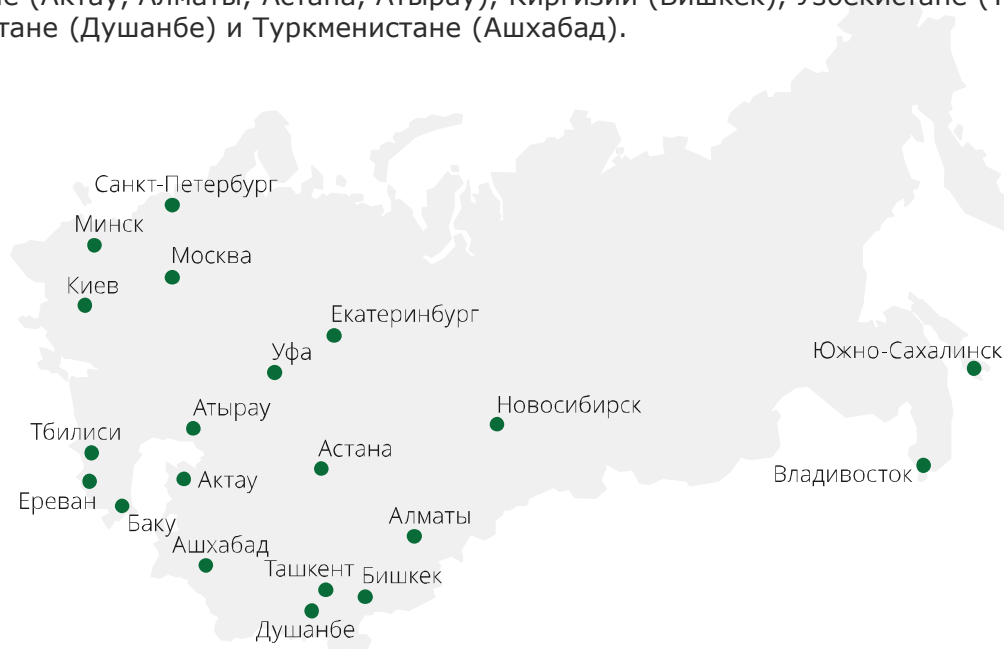 (Актау, Алматы, Астана, Атырау), Киргизии (Бишкек), Узбекистане
(Душанбе) и Туркменистане (Ашхабад).
Санкт-Петербург
Минск
Москва
Киев
Екатеринбург
Уфа
Южно-Сахалинск
Новосибирск
Атырау
Тбилиси
Астана
Владивосток
Актау
Ереван
Алматы
Баку
Ашхабад
Ташкент
Бишкек
Душанбе